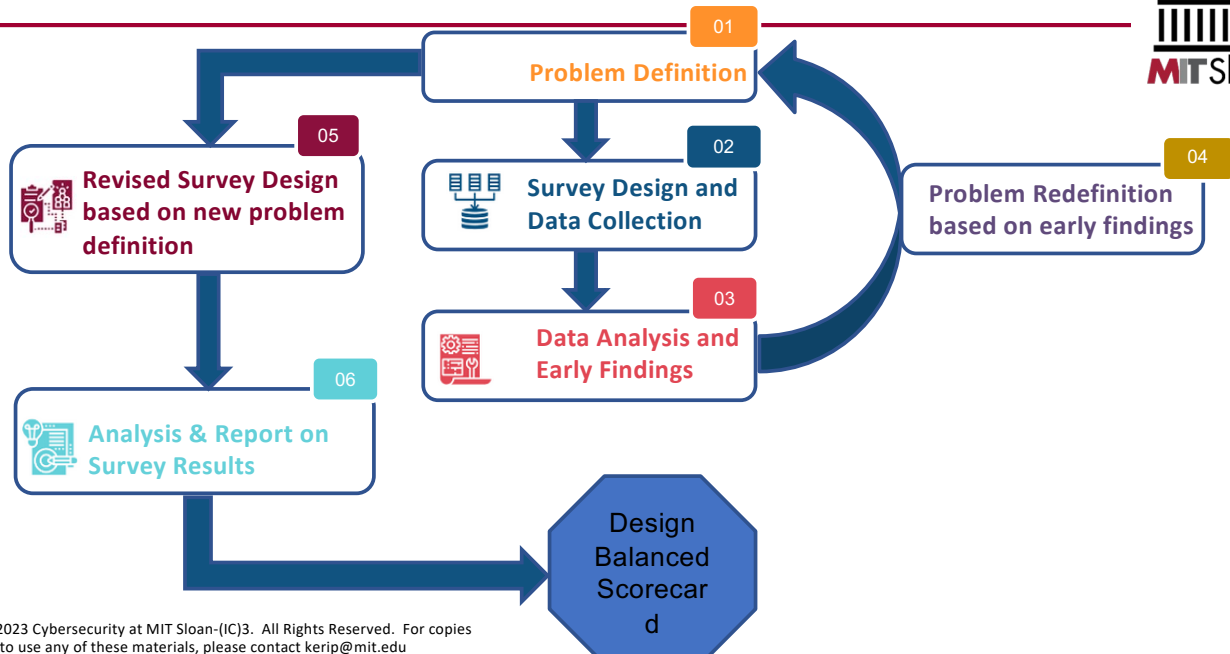 01
Problem Definition
MIT
05
Revised Survey Design
based on new problem
definition
02
Survey Design and
Data Collection
04
Problem Redefinition
based on early findings
03
Data Analysis and
Early Findings
06
Analysis & Report on
Survey Results
Design
Balanced
Scorecar
d
2023 Cybersecurity at MIT Sloan-(IC)3. All Rights Reserved. For copies
to use any of these materials, please contact kerip@mit.edu